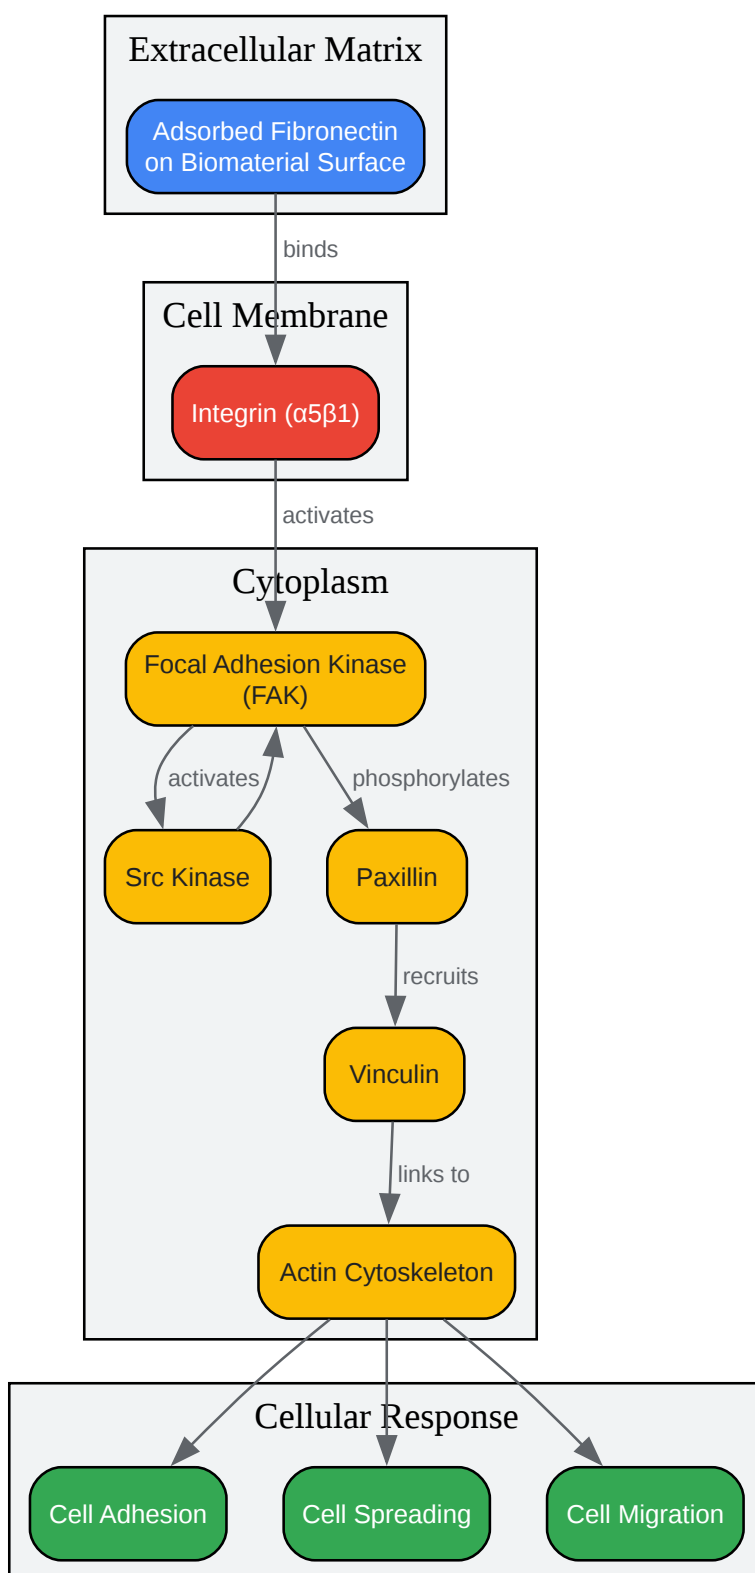 Extracellular Matrix
Adsorbed Fibronectin
on Biomaterial Surface
binds
Cell Membrane
Integrin (α5β1)
activates
Cytoplasm
Focal Adhesion Kinase
(FAK)
activates
phosphorylates
Src Kinase
Paxillin
recruits
Vinculin
links to
Actin Cytoskeleton
Cellular Response
Cell Adhesion
Cell Spreading
Cell Migration